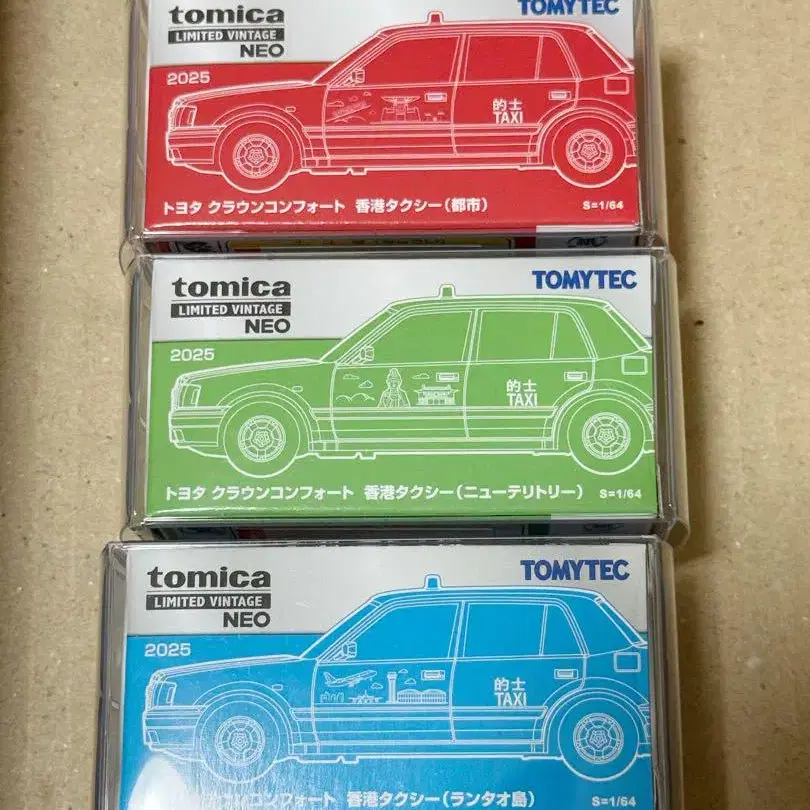 tomica
LIMITED VINTAGE
NEO
TOMYTEC
2025
的士
TAXI
トヨタ クラウンコンフォート 香港タクシー（都市） S=1/64
tomica
LIMITED VINTAGE
NEO
TOMYTEC
2025
的士
TAXI
トヨタ クラウンコンフォート 香港タクシー（ニューテリトリー） S=1/64
tomica
LIMITED VINTAGE
NEO
TOMYTEC
2025
的士
TAXI
コンフォート 香港タクシー（ランタオ島） S=1/64